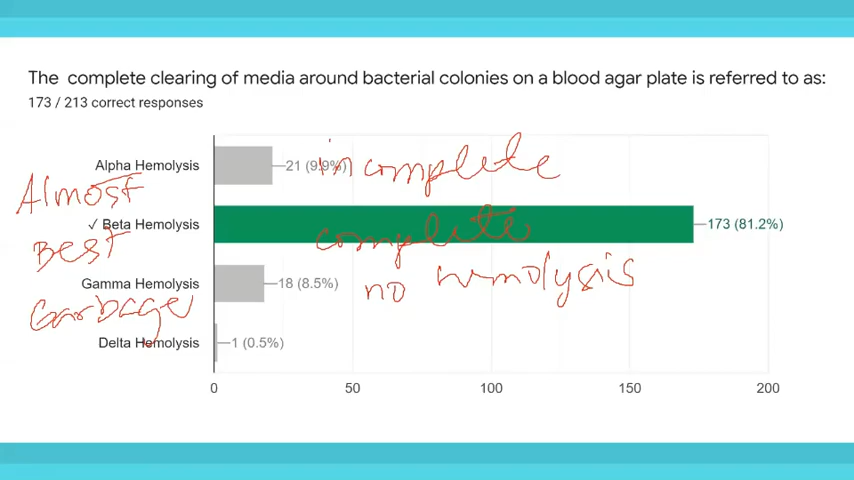 The complete clearing of media around bacterial colonies on a blood agar plate is referred to as:
173 / 213 correct responses
Alpha Hemolysis 21 (9.9%) incomplete
Almost
✓ Beta Hemolysis complete 173 (81.2%)
Best
Gamma Hemolysis 18 (8.5%) no hemolysis
Garbage
Delta Hemolysis 1 (0.5%)
0 50 100 150 200